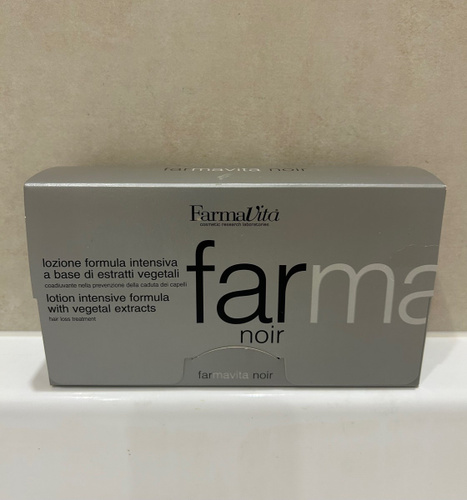 farmavita noir
FarmaVita
cosmetic research laboratories
lozione formula intensiva
a base di estratti vegetali
coadiuvante nella prevenzione della caduta dei capelli
lotion intensive formula
with vegetal extracts
hair loss treatment
farma
noir
farmavita noir